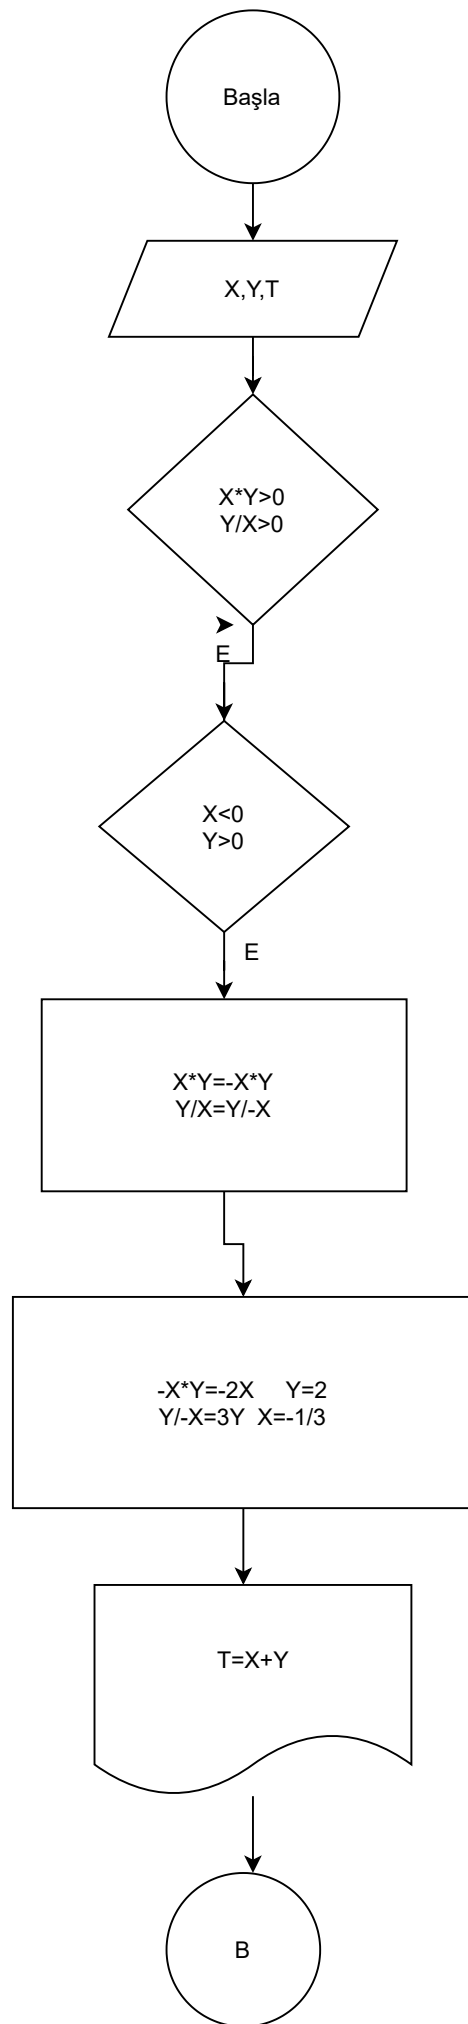 Başla
X,Y,T
X*Y>0
Y/X>0
E
X<0
Y>0
E
X*Y=-X*Y
Y/X=Y/-X
-X*Y=-2X Y=2
Y/-X=3Y X=-1/3
T=X+Y
B